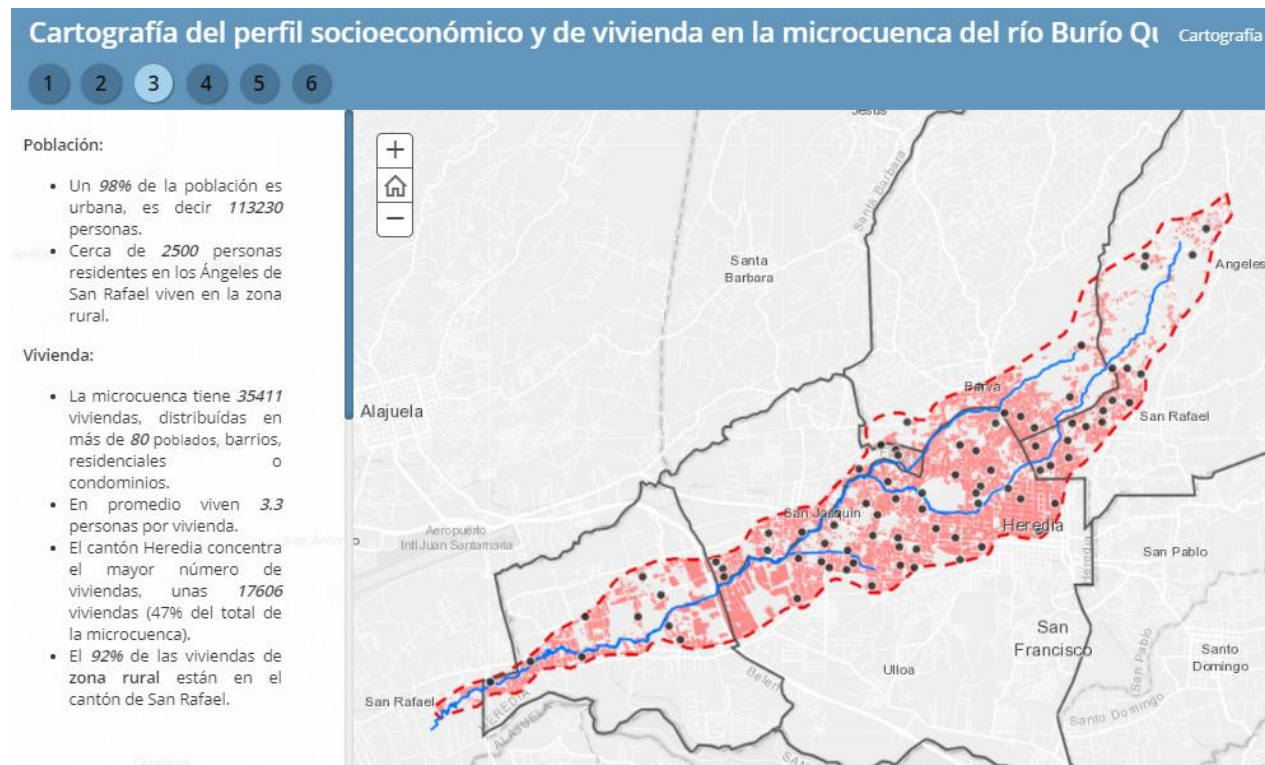 Cartografía del perfil socioeconómico y de vivienda en la microcuenca del río Burío Qu
Cartografía
1 2 3 4 5 6
Población:
• Un 98% de la población es
urbana, es decir 113230
personas.
• Cerca de 2500 personas
residentes en los Ángeles de
San Rafael viven en la zona
rural.
Vivienda:
• La microcuenca tiene 35411
viviendas, distribuídas en
más de 80 poblados, barrios,
residenciales o
condominios.
• En promedio viven 3.3
personas por vivienda.
• El cantón Heredia concentra
el mayor número de
viviendas, unas 17606
viviendas (47% del total de
la microcuenca).
• El 92% de las viviendas de
zona rural están en el
cantón de San Rafael.
+
−
Jesus
Santa Barbara
Santa
Barbara
Angeles
Barva
Alajuela
San Rafael
San Joaquin
Heredia
Aeropuerto
Intl Juan Santamaria
San Antonio
Heredia
San Pablo
San
Francisco
San Pablo
Santo
Domingo
Ulloa
Belen
San Rafael
HEREDIA
ALAJUELA
Santo Domingo